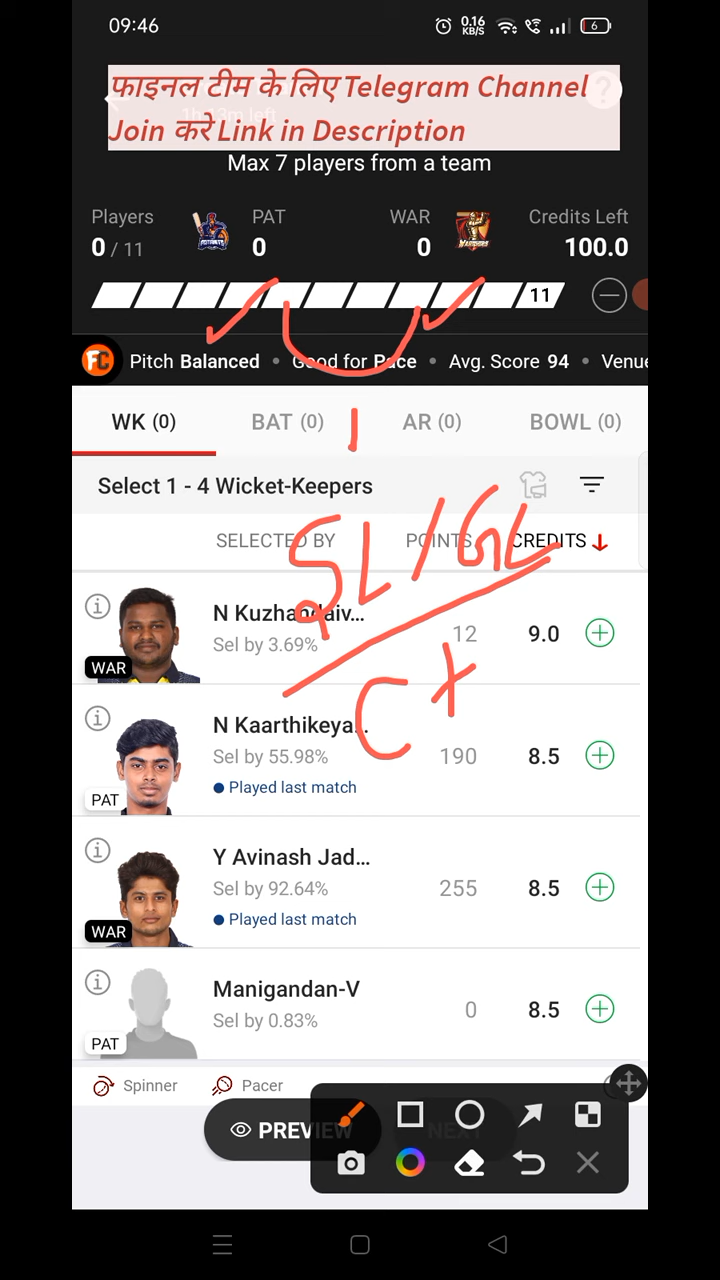 09:46
0.16
KB/S
6
फाइनल टीम के लिए Telegram Channel
?
Join करे Link in Description
Max 7 players from a team
Players
PAT
WAR
Credits Left
0 / 11
0
0
100.0
11
FC Pitch Balanced • Good for Pace • Avg. Score 94 • Venue
WK (0)
BAT (0)
AR (0)
BOWL (0)
Select 1 - 4 Wicket-Keepers
SELECTED BY
POINTS
CREDITS
SL/GL
C
N Kuzhandaiv...
Sel by 3.69%
12
9.0
WAR
N Kaarthikeya..
Sel by 55.98%
190
8.5
Played last match
PAT
Y Avinash Jad...
Sel by 92.64%
255
8.5
Played last match
WAR
Manigandan-V
Sel by 0.83%
0
8.5
PAT
Spinner
Pacer
PREVIEW
NEXT